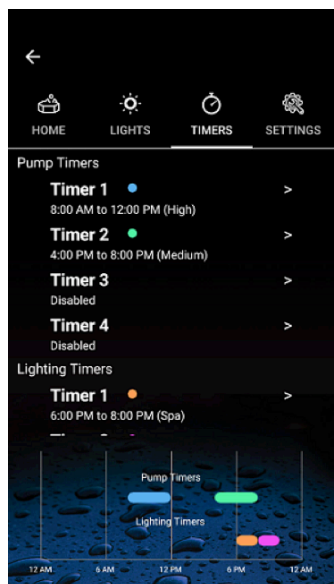 HOME LIGHTS TIMERS SETTINGS
Pump Timers
Timer 1 >
8:00 AM to 12:00 PM (High)
Timer 2 >
4:00 PM to 8:00 PM (Medium)
Timer 3 >
Disabled
Timer 4 >
Disabled
Lighting Timers
Timer 1 >
6:00 PM to 8:00 PM (Spa)
Pump Timers
Lighting Timers
12 AM 6 AM 12 PM 6 PM 12 AM